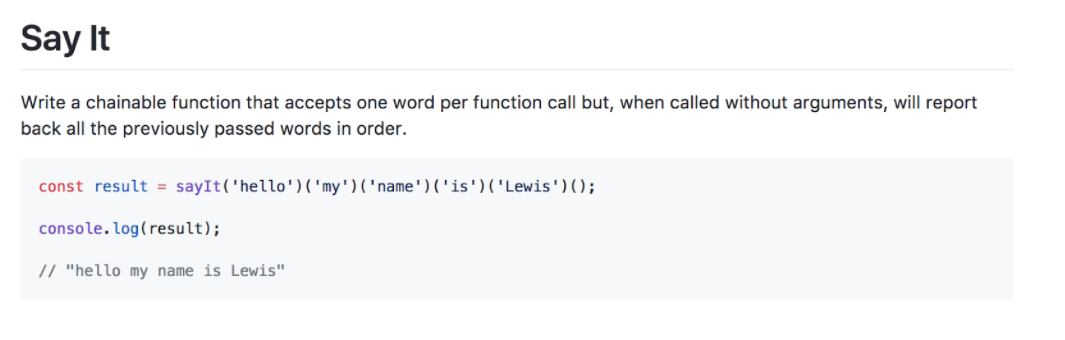 Say It
Write a chainable function that accepts one word per function call but, when called without arguments, will report
back all the previously passed words in order.
const result = sayIt('hello')('my')('name')('is')('Lewis')();
console.log(result);
// "hello my name is Lewis"